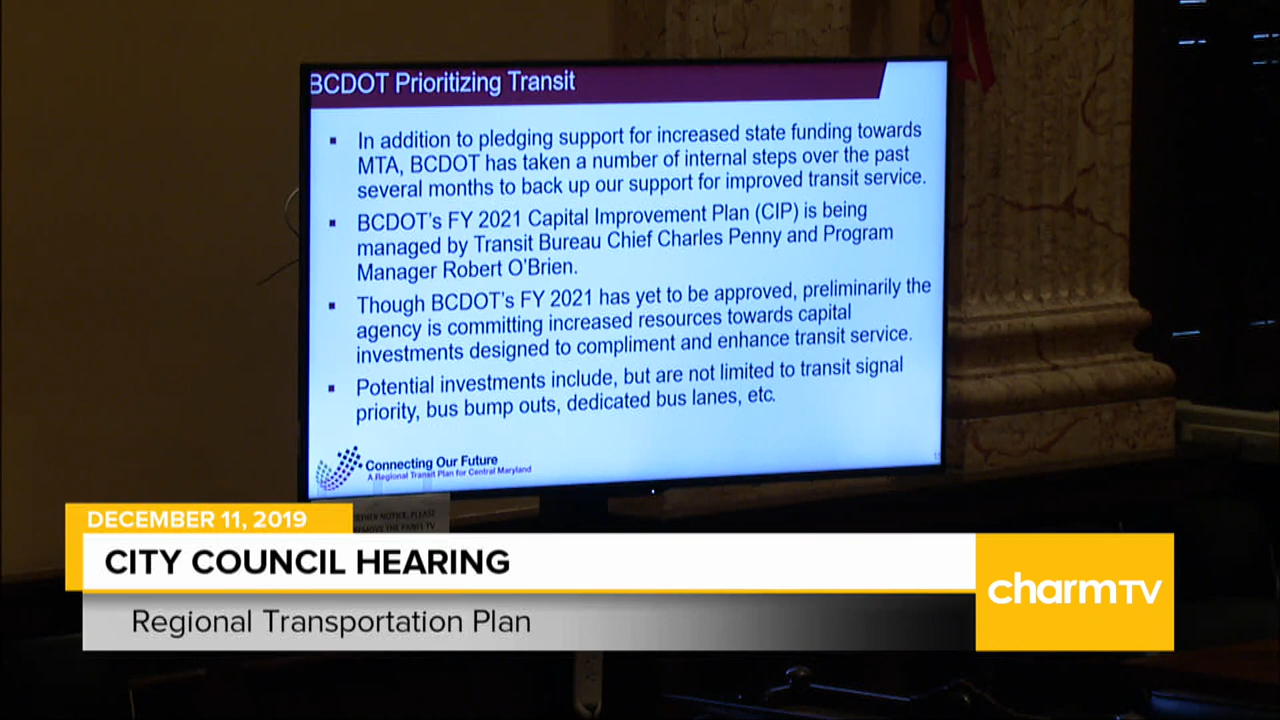 BCDOT Prioritizing Transit
▪ In addition to pledging support for increased state funding towards
MTA, BCDOT has taken a number of internal steps over the past
several months to back up our support for improved transit service.
▪ BCDOT's FY 2021 Capital Improvement Plan (CIP) is being
managed by Transit Bureau Chief Charles Penny and Program
Manager Robert O'Brien.
▪ Though BCDOT's FY 2021 has yet to be approved, preliminarily the
agency is committing increased resources towards capital
investments designed to compliment and enhance transit service.
▪ Potential investments include, but are not limited to transit signal
priority, bus bump outs, dedicated bus lanes, etc.
Connecting Our Future
A Regional Transit Plan for Central Maryland
NOTICE, PLEASE
THE PANEL TV
DECEMBER 11, 2019
CITY COUNCIL HEARING
charmTV
Regional Transportation Plan